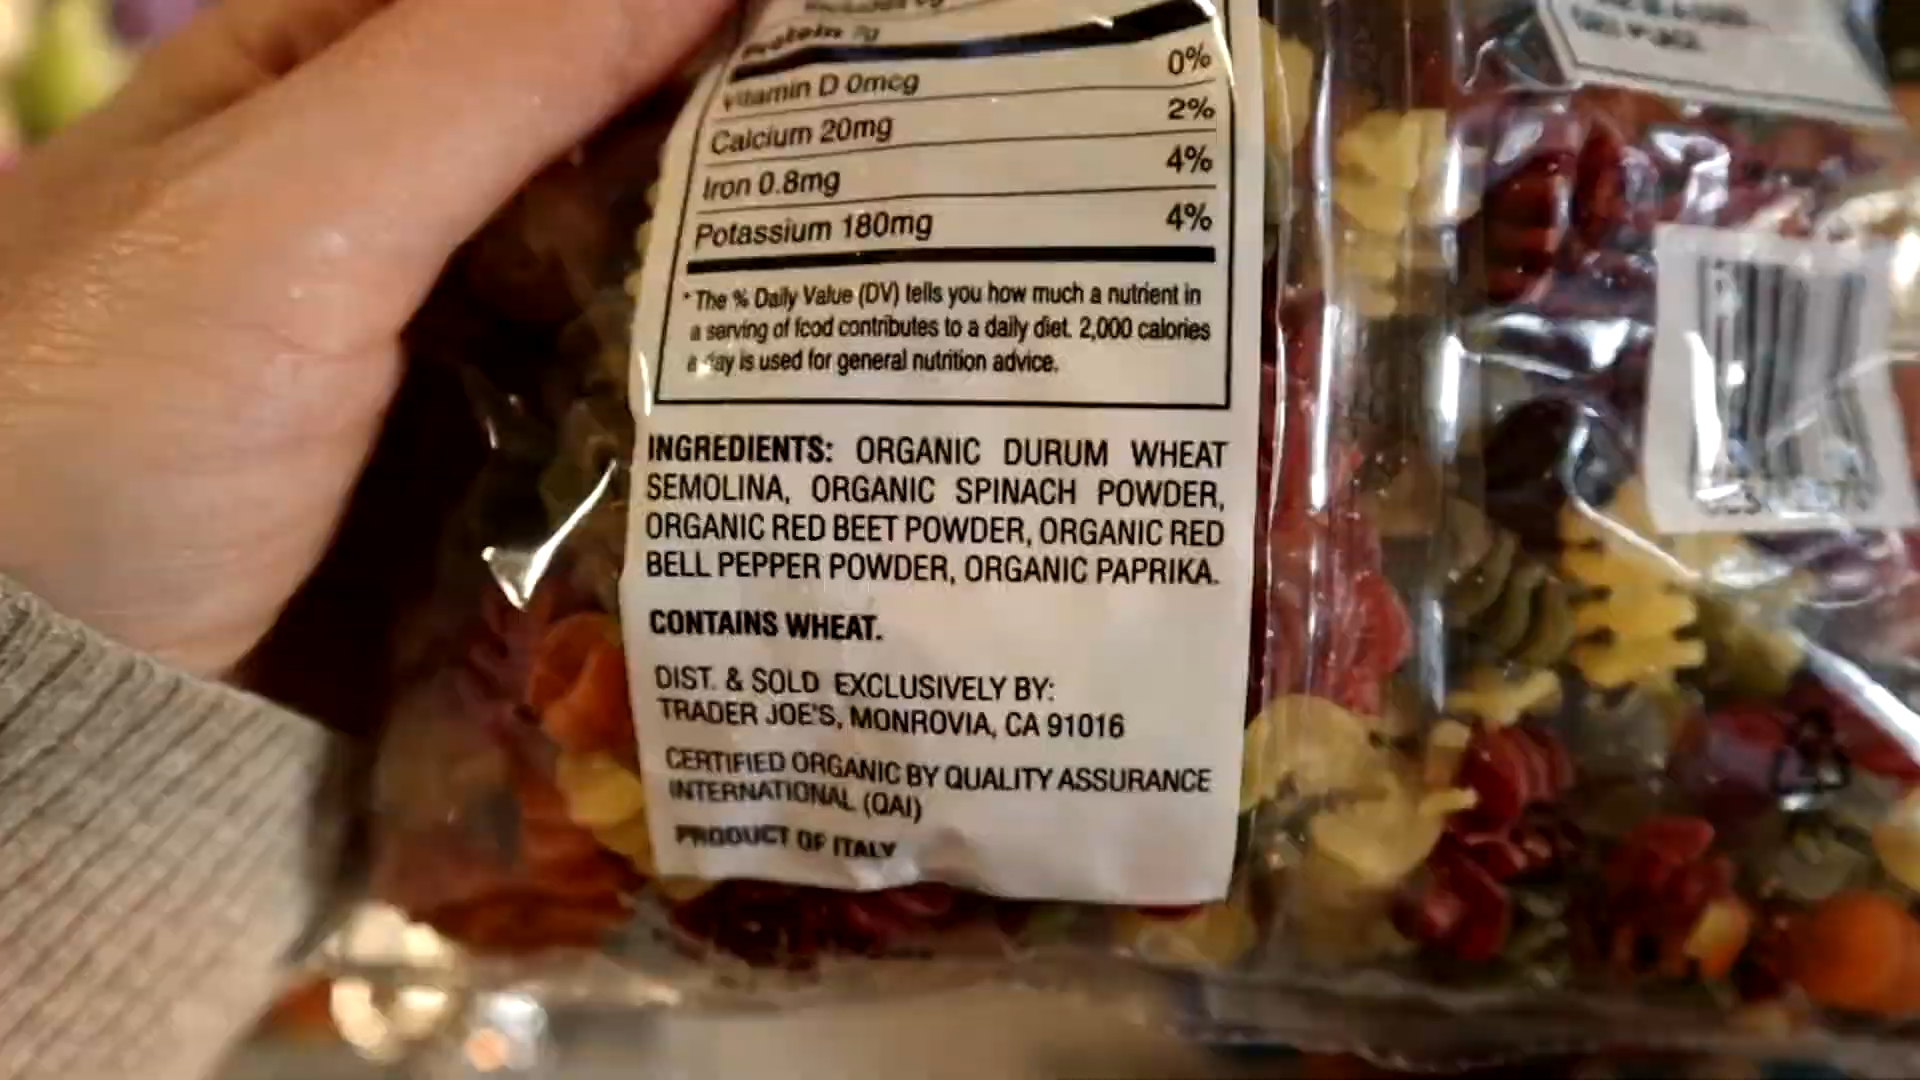 Protein 7g
Vitamin D 0mcg 0%
Calcium 20mg 2%
Iron 0.8mg 4%
Potassium 180mg 4%
* The % Daily Value (DV) tells you how much a nutrient in
a serving of food contributes to a daily diet. 2,000 calories
a day is used for general nutrition advice.
INGREDIENTS: ORGANIC DURUM WHEAT
SEMOLINA, ORGANIC SPINACH POWDER,
ORGANIC RED BEET POWDER, ORGANIC RED
BELL PEPPER POWDER, ORGANIC PAPRIKA.
CONTAINS WHEAT.
DIST. & SOLD EXCLUSIVELY BY:
TRADER JOE'S, MONROVIA, CA 91016
CERTIFIED ORGANIC BY QUALITY ASSURANCE
INTERNATIONAL (QAI)
PRODUCT OF ITALY